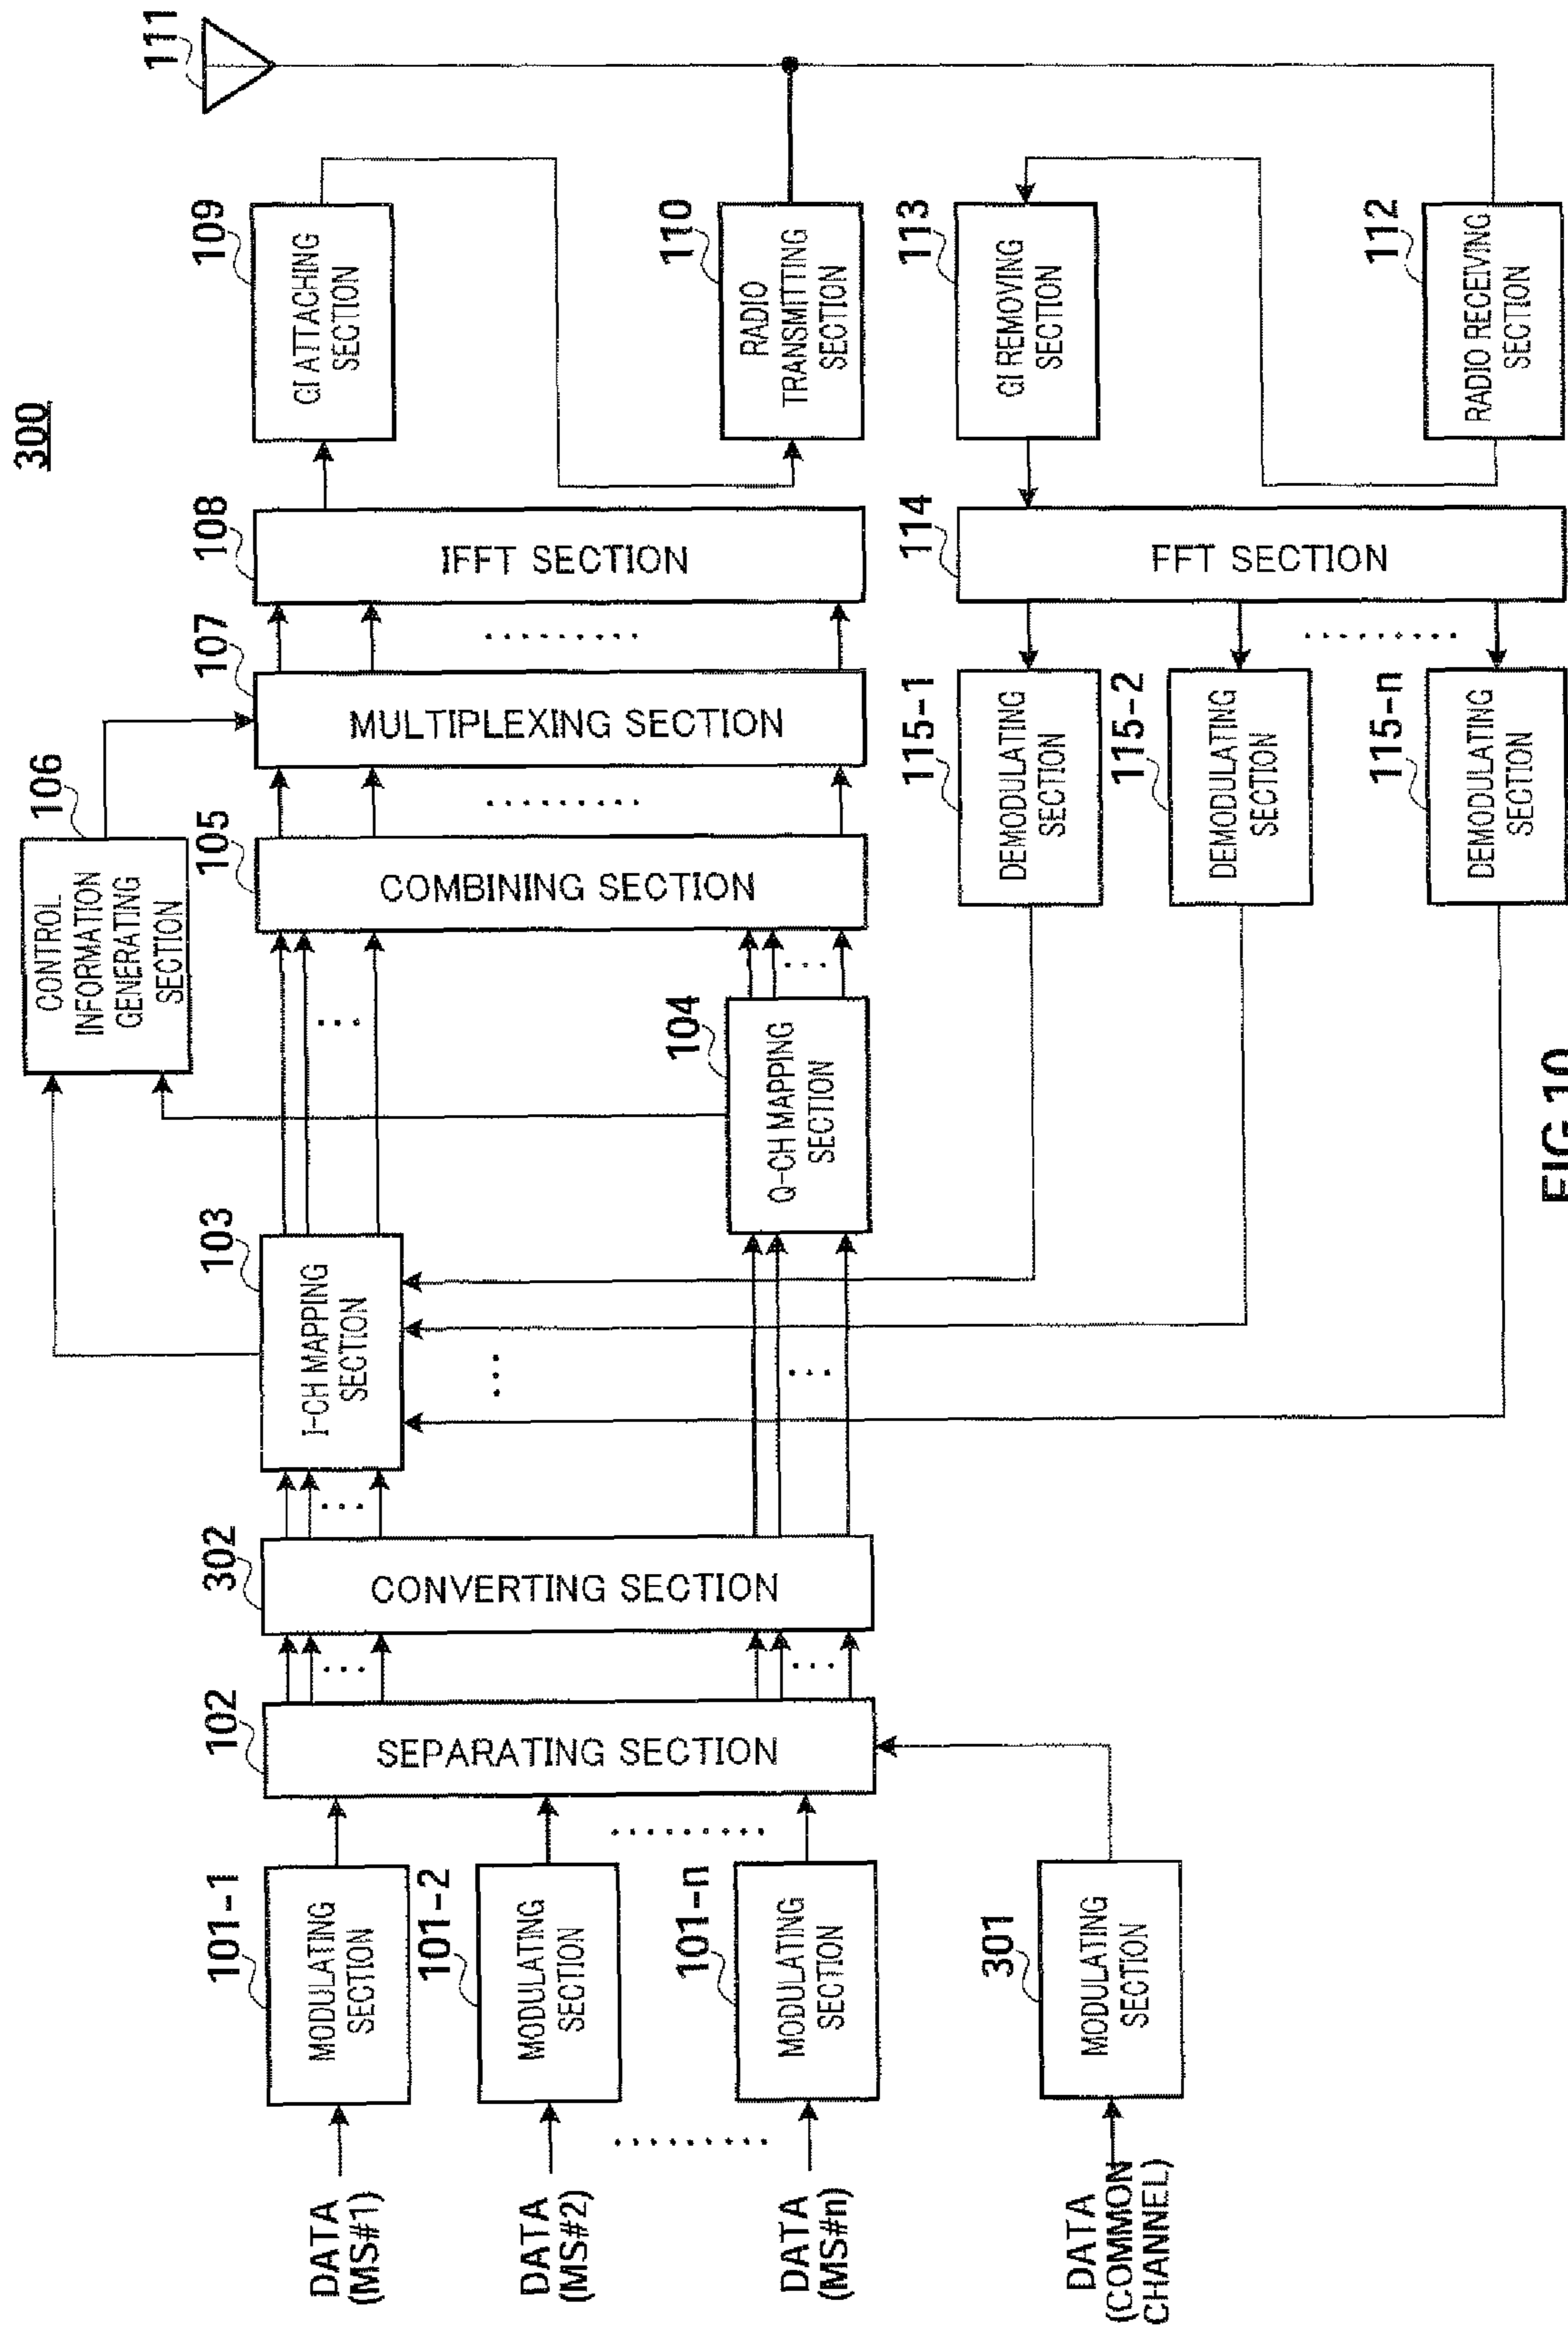 300
DATA
(MS#1)
101-1
MODULATING
SECTION
DATA
(MS#2)
101-2
MODULATING
SECTION
DATA
(MS#n)
101-n
MODULATING
SECTION
DATA
(COMMON
CHANNEL)
301
MODULATING
SECTION
102
SEPARATING SECTION
302
CONVERTING SECTION
103
I-CH MAPPING
SECTION
104
Q-CH MAPPING
SECTION
106
CONTROL
INFORMATION
GENERATING
SECTION
105
COMBINING SECTION
107
MULTIPLEXING SECTION
108
IFFT SECTION
109
GI ATTACHING
SECTION
110
RADIO
TRANSMITTING
SECTION
111
113
GI REMOVING
SECTION
112
RADIO RECEIVING
SECTION
114
FFT SECTION
115-1
DEMODULATING
SECTION
115-2
DEMODULATING
SECTION
115-n
DEMODULATING
SECTION
FIG.10